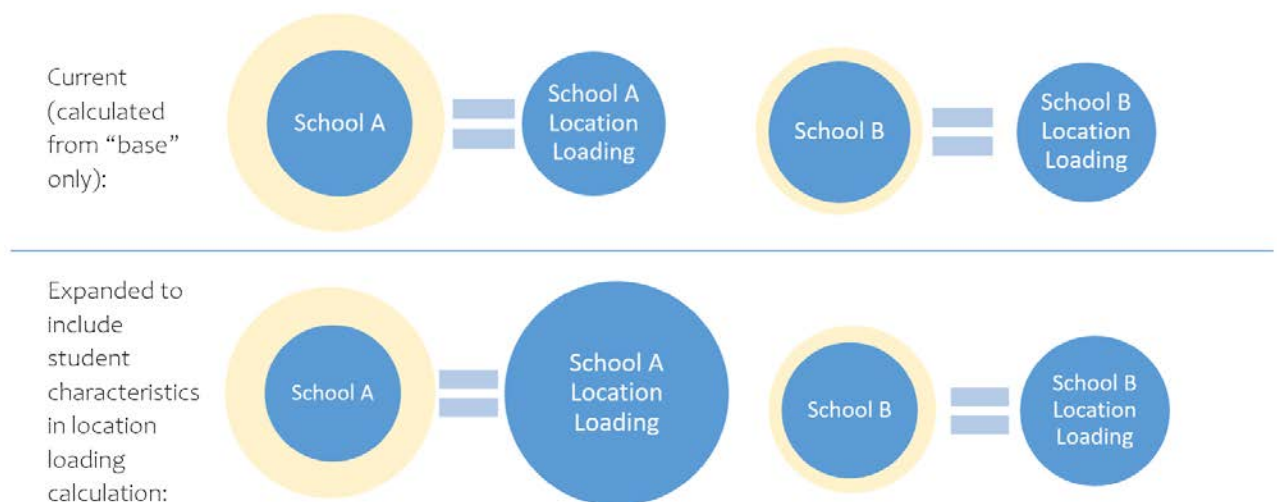 Current
(calculated
from “base”
only):
School A
School A
Location
Loading
School B
School B
Location
Loading
Expanded to
include
student
characteristics
in location
loading
calculation:
School A
School A
Location
Loading
School B
School B
Location
Loading